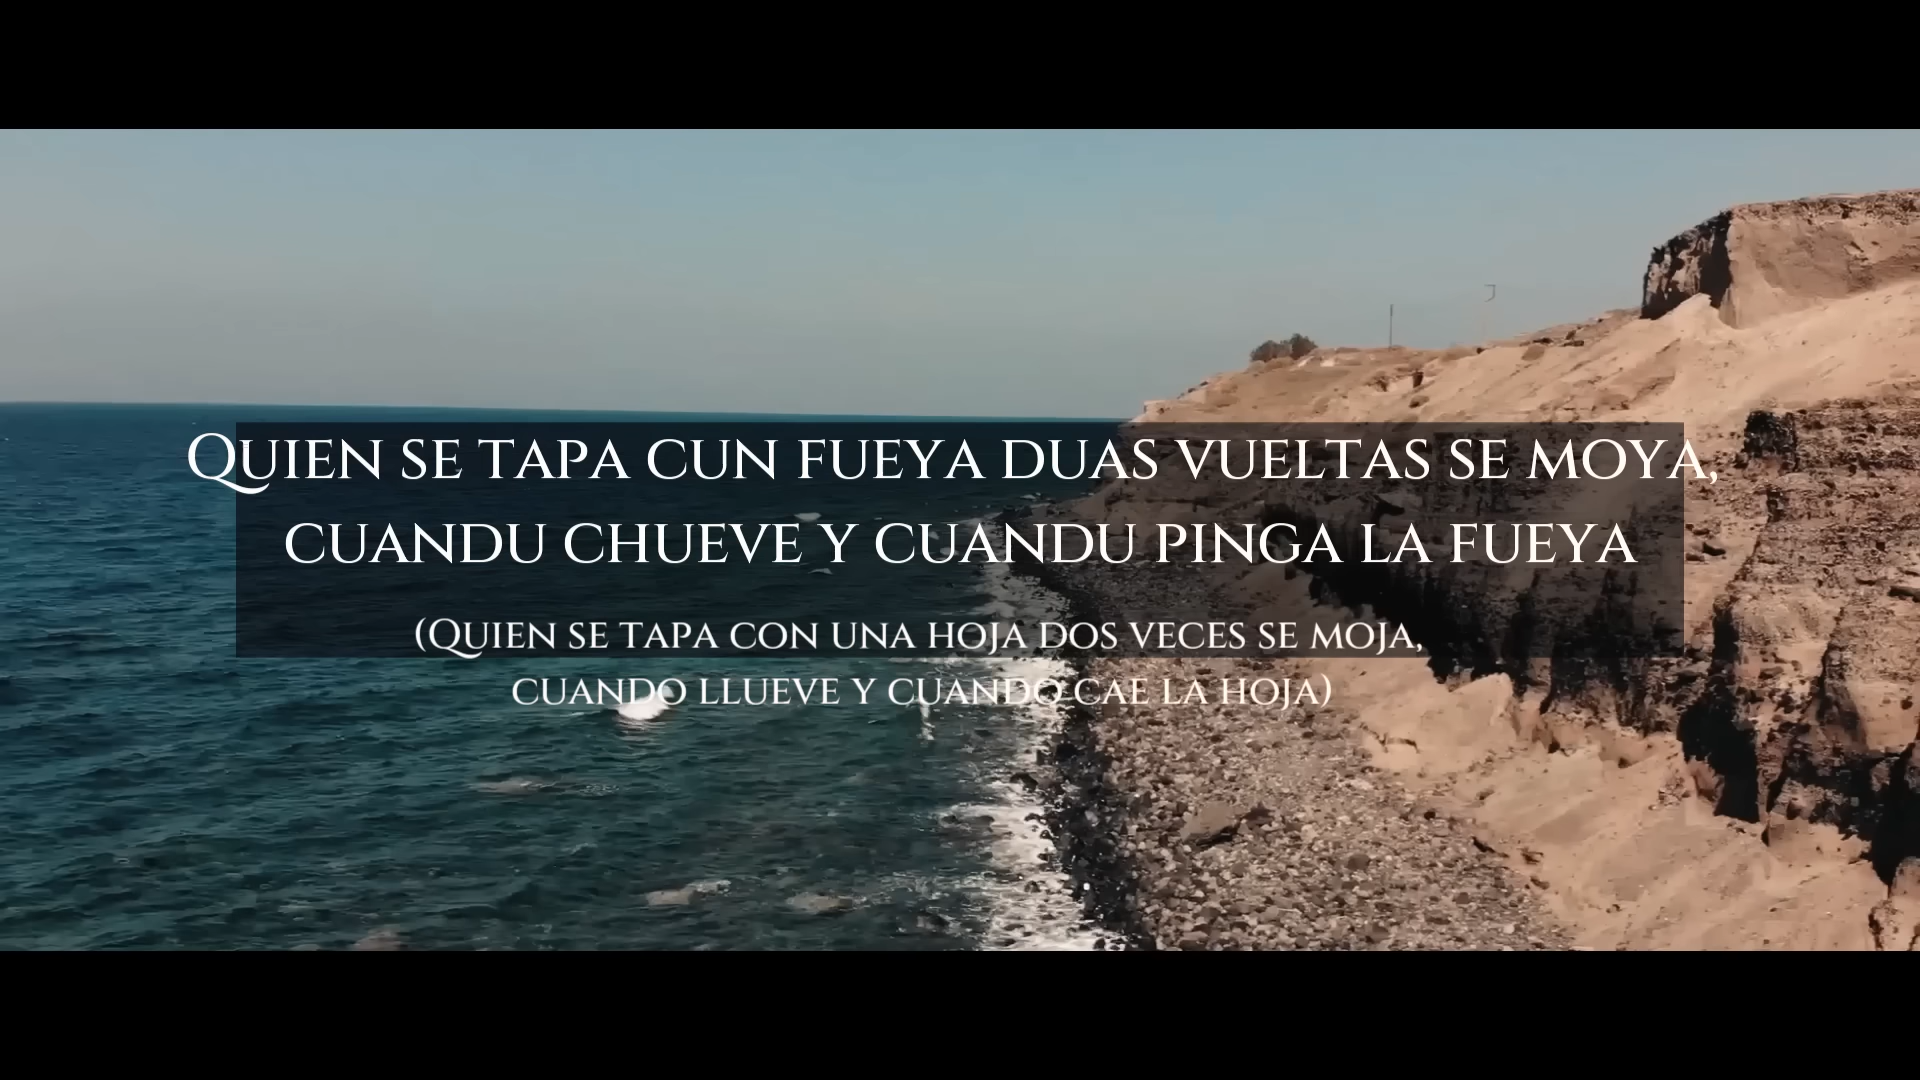 Quien se tapa cun fueya duas vueltas se moya,
cuandu chueve y cuandu pinga la fueya
(Quien se tapa con una hoja dos veces se moja,
cuando llueve y cuando cae la hoja)